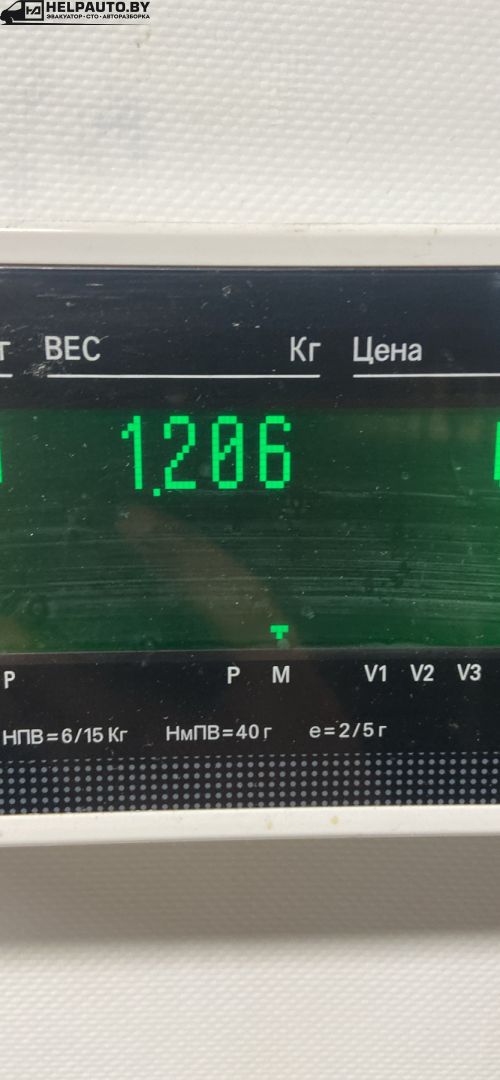 HELPAUTO.BY
ЭВАКУАТОР · СТО · АВТОРАЗБОРКА
г ВЕС Кг Цена
1.206
P P M V1 V2 V3
НПВ=6/15 Кг НмПВ=40 г e=2/5 г